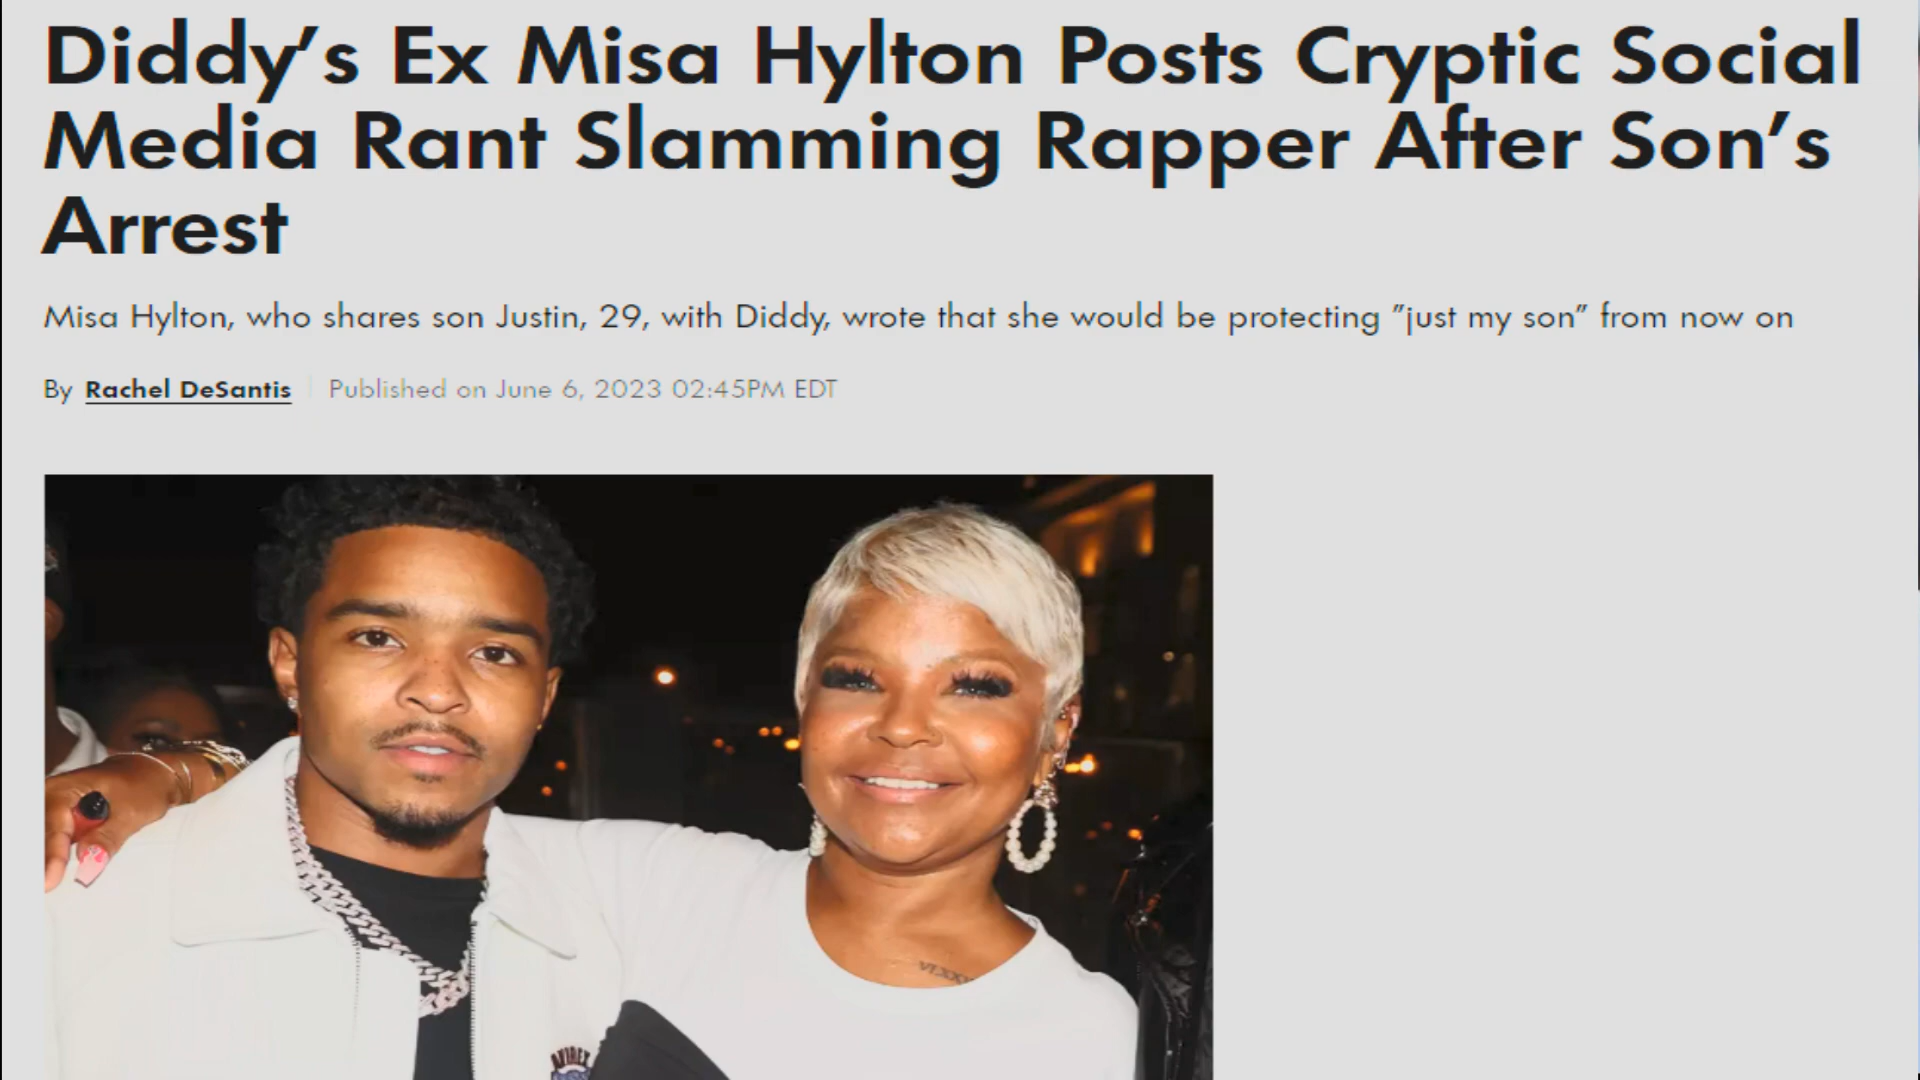 Diddy’s Ex Misa Hylton Posts Cryptic Social
Media Rant Slamming Rapper After Son’s
Arrest
Misa Hylton, who shares son Justin, 29, with Diddy, wrote that she would be protecting "just my son" from now on
By Rachel DeSantis | Published on June 6, 2023 02:45PM EDT
AVIREX